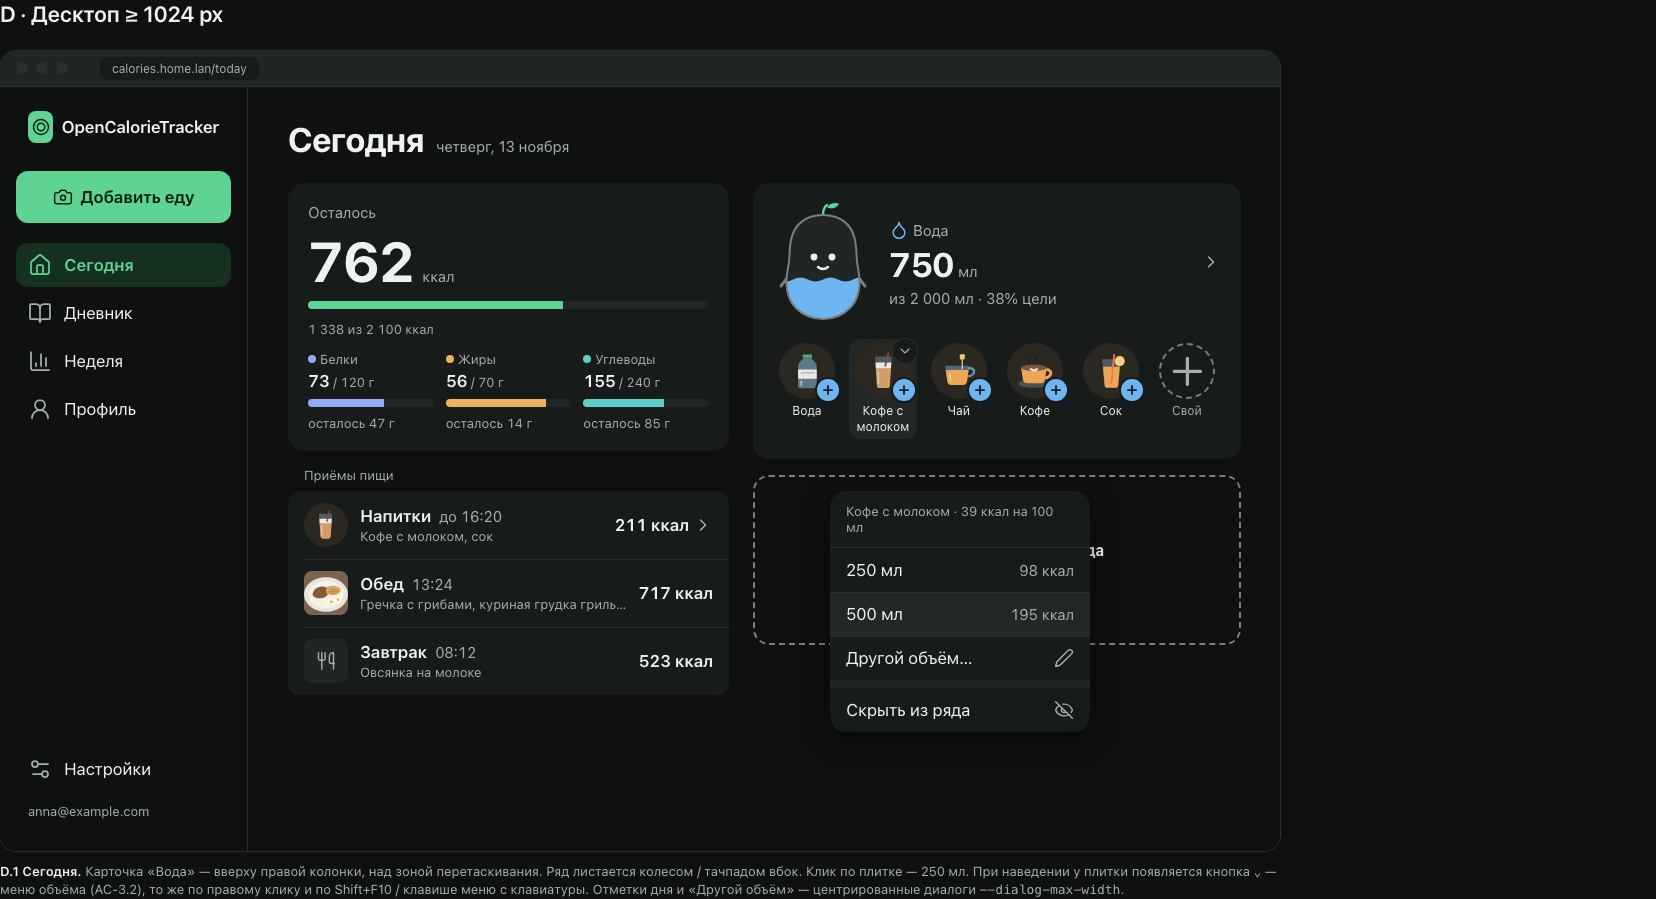 D · Десктоп ≥ 1024 px
calories.home.lan/today
OpenCalorieTracker
Добавить еду
Сегодня
Дневник
Неделя
Профиль
Настройки
anna@example.com
Сегодня четверг, 13 ноября
Осталось
762 ккал
1 338 из 2 100 ккал
Белки
73 / 120 г
осталось 47 г
Жиры
56 / 70 г
осталось 14 г
Углеводы
155 / 240 г
осталось 85 г
Приёмы пищи
Напитки до 16:20
Кофе с молоком, сок
211 ккал
Обед 13:24
Гречка с грибами, куриная грудка гриль...
717 ккал
Завтрак 08:12
Овсянка на молоке
523 ккал
Вода
750 мл
из 2 000 мл · 38% цели
Вода
Кофе с
молоком
Чай
Кофе
Сок
Свой
Кофе с молоком · 39 ккал на 100
мл
250 мл 98 ккал
500 мл 195 ккал
Другой объём...
Скрыть из ряда
D.1 Сегодня. Карточка «Вода» — вверху правой колонки, над зоной перетаскивания. Ряд листается колесом / тачпадом вбок. Клик по плитке — 250 мл. При наведении у плитки появляется кнопка ⌄ —
меню объёма (AC-3.2), то же по правому клику и по Shift+F10 / клавише меню с клавиатуры. Отметки дня и «Другой объём» — центрированные диалоги --dialog-max-width.